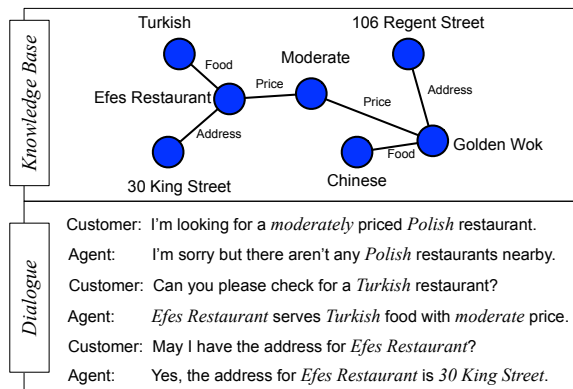 Knowledge Base
Turkish
106 Regent Street
Food
Moderate
Efes Restaurant
Price
Price
Address
Address
Food
Golden Wok
30 King Street
Chinese
Dialogue
Customer: I'm looking for a moderately priced Polish restaurant.
Agent: I'm sorry but there aren't any Polish restaurants nearby.
Customer: Can you please check for a Turkish restaurant?
Agent: Efes Restaurant serves Turkish food with moderate price.
Customer: May I have the address for Efes Restaurant?
Agent: Yes, the address for Efes Restaurant is 30 King Street.